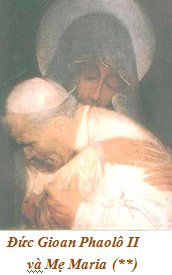 Đức Gioan Phaolô II
và Mẹ Maria (**)